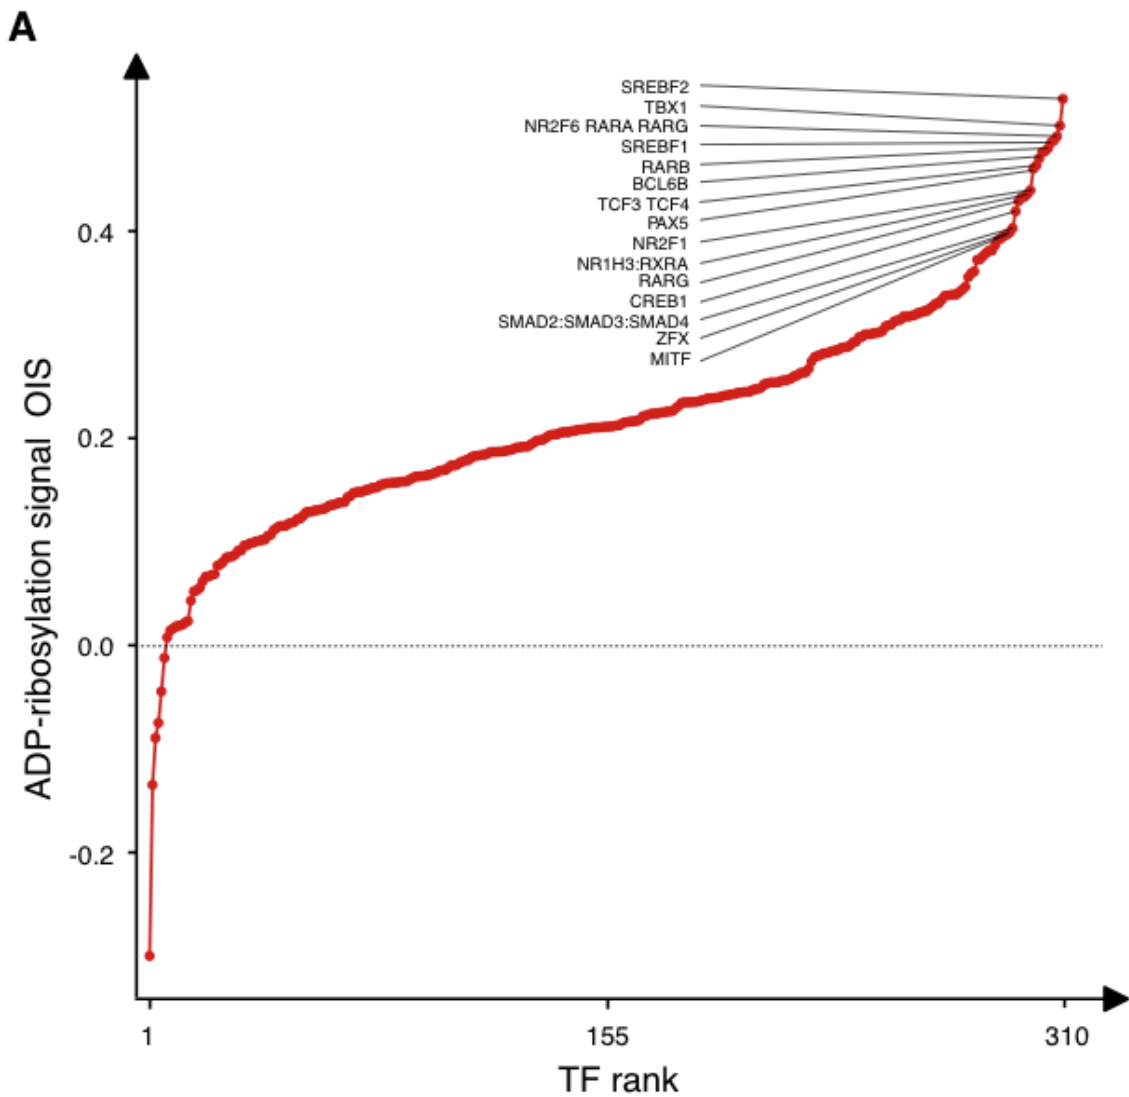 A
SREBF2
TBX1
NR2F6 RARA RARG
SREBF1
RARB
BCL6B
TCF3 TCF4
PAX5
NR2F1
NR1H3:RXRA
RARG
CREB1
SMAD2:SMAD3:SMAD4
ZFX
MITF
0.4
0.2
0.0
-0.2
ADP-ribosylation signal OIS
1
155
310
TF rank